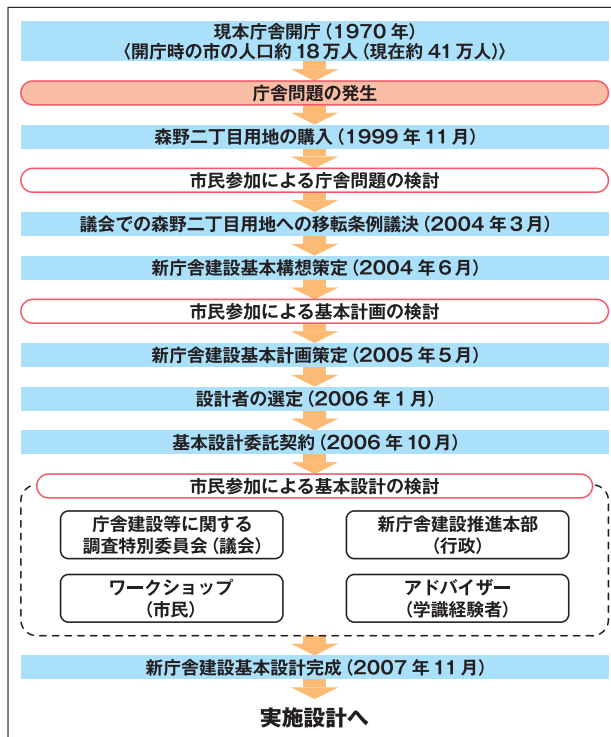 現本庁舎開庁（1970年）
〈開庁時の市の人口約18万人（現在約41万人）〉
庁舎問題の発生
森野二丁目用地の購入（1999年11月）
市民参加による庁舎問題の検討
議会での森野二丁目用地への移転条例議決（2004年3月）
新庁舎建設基本構想策定（2004年6月）
市民参加による基本計画の検討
新庁舎建設基本計画策定（2005年5月）
設計者の選定（2006年1月）
基本設計委託契約（2006年10月）
市民参加による基本設計の検討
庁舎建設等に関する
調査特別委員会（議会）
新庁舎建設推進本部
（行政）
ワークショップ
（市民）
アドバイザー
（学識経験者）
新庁舎建設基本設計完成（2007年11月）
実施設計へ